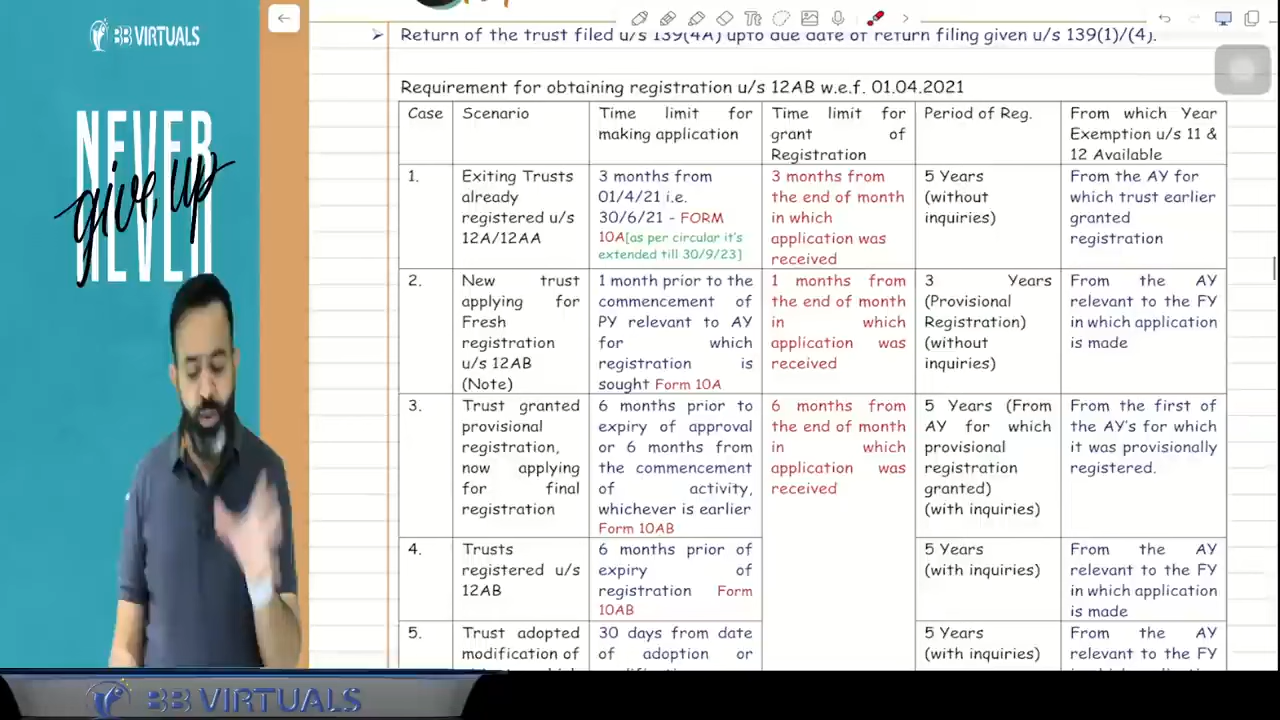 BB VIRTUALS
NEVER
give up
NEVER
Return of the trust filed u/s 139(4A) upto due date of return filing given u/s 139(1)/(4).
Requirement for obtaining registration u/s 12AB w.e.f. 01.04.2021
Case
Scenario
Time limit for
making application
Time limit for
grant of
Registration
Period of Reg.
From which Year
Exemption u/s 11 &
12 Available
1.
Exiting Trusts
already
registered u/s
12A/12AA
3 months from
01/4/21 i.e.
30/6/21 - FORM
10A[as per circular it's
extended till 30/9/23]
3 months from
the end of month
in which
application was
received
5 Years
(without
inquiries)
From the AY for
which trust earlier
granted
registration
2.
New trust
applying for
Fresh
registration
u/s 12AB
(Note)
1 month prior to the
commencement of
PY relevant to AY
for which
registration is
sought Form 10A
1 months from
the end of month
in which
application was
received
3 Years
(Provisional
Registration)
(without
inquiries)
From the AY
relevant to the FY
in which application
is made
3.
Trust granted
provisional
registration,
now applying
for final
registration
6 months prior to
expiry of approval
or 6 months from
the commencement
of activity,
whichever is earlier
Form 10AB
6 months from
the end of month
in which
application was
received
5 Years (From
AY for which
provisional
registration
granted)
(with inquiries)
From the first of
the AY's for which
it was provisionally
registered.
4.
Trusts
registered u/s
12AB
6 months prior of
expiry of
registration Form
10AB
5 Years
(with inquiries)
From the AY
relevant to the FY
in which application
is made
5.
Trust adopted
modification of
30 days from date
of adoption or
5 Years
(with inquiries)
From the AY
relevant to the FY
BB VIRTUALS